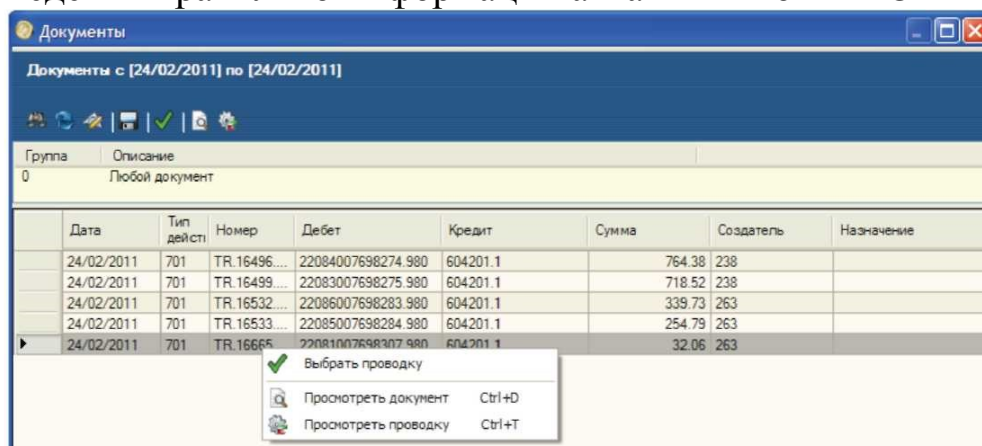 Документы
Документы с [24/02/2011] по [24/02/2011]
Группа Описание
0 Любой документ
Дата Тип действ Номер Дебет Кредит Сумма Создатель Назначение
24/02/2011 701 TR.16496.... 22084007698274.980 604201.1 764.38 238
24/02/2011 701 TR.16499.... 22083007698275.980 604201.1 718.52 238
24/02/2011 701 TR.16532.... 22086007698283.980 604201.1 339.73 263
24/02/2011 701 TR.16533.... 22085007698284.980 604201.1 254.79 263
24/02/2011 701 TR.16665 22081007698307.980 604201.1 32.06 263
Выбрать проводку
Просмотреть документ Ctrl+D
Просмотреть проводку Ctrl+T